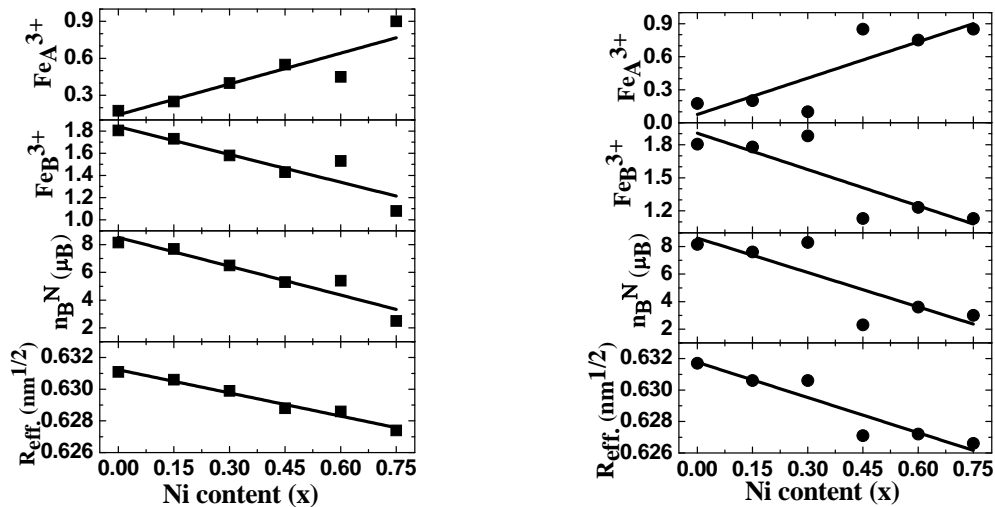 Fe_A^3+
0.9
0.6
0.3
Fe_B^3+
1.8
1.6
1.4
1.2
1.0
n_B^N (μB)
8
6
4
2
R_eff. (nm^1/2)
0.632
0.630
0.628
0.626
0.00 0.15 0.30 0.45 0.60 0.75
Ni content (x)
Fe_A^3+
0.9
0.6
0.3
0.0
Fe_B^3+
1.8
1.5
1.2
n_B^N (μB)
8
6
4
2
R_eff. (nm^1/2)
0.632
0.630
0.628
0.626
0.00 0.15 0.30 0.45 0.60 0.75
Ni content (x)